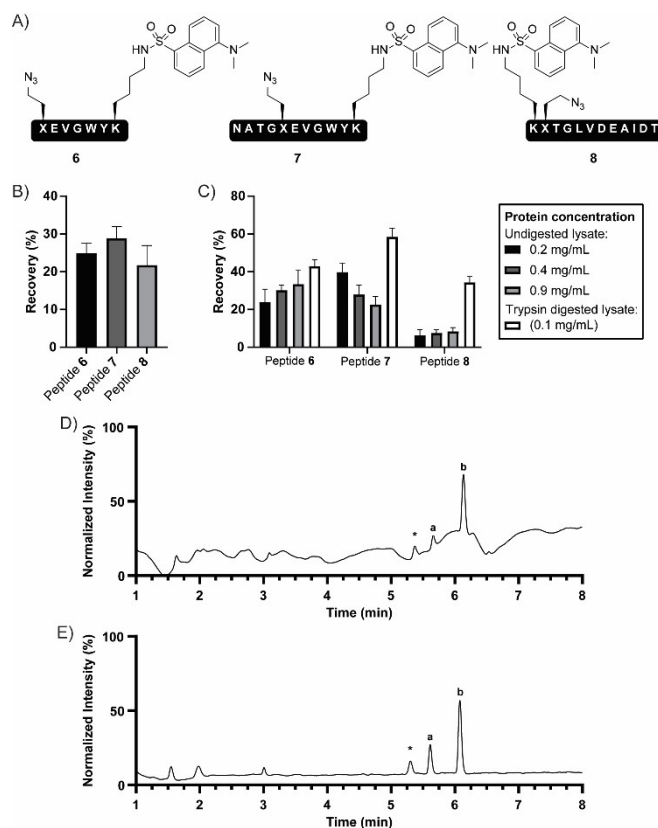 A)
O O
HN S N
N3
X E V G W Y K
6
O O
HN S N
N3
N A T G X E V G W Y K
7
O O
HN S N
N3
K X T G L V D E A I D T
8
B)
Recovery (%)
40
30
20
10
0
Peptide 6
Peptide 7
Peptide 8
C)
Recovery (%)
80
60
40
20
0
Peptide 6 Peptide 7 Peptide 8
Protein concentration
Undigested lysate:
0.2 mg/mL
0.4 mg/mL
0.9 mg/mL
Trypsin digested lysate:
(0.1 mg/mL)
D)
Normalized Intensity (%)
100
50
0
* a b
1 2 3 4 5 6 7 8
Time (min)
E)
Normalized Intensity (%)
100
50
0
* a b
1 2 3 4 5 6 7 8
Time (min)